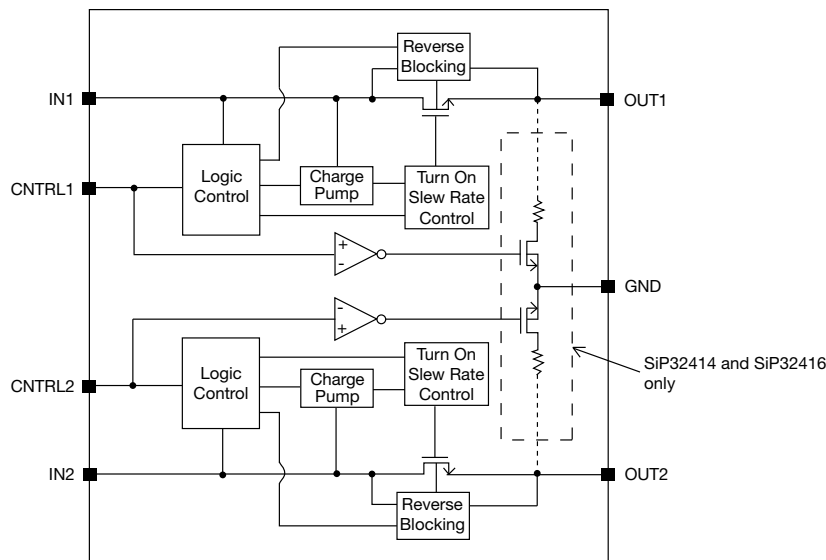 Reverse
Blocking
IN1
OUT1
Logic
Control
Charge
Pump
Turn On
Slew Rate
Control
CNTRL1
+
-
GND
-
+
SiP32414 and SiP32416
only
CNTRL2
Logic
Control
Charge
Pump
Turn On
Slew Rate
Control
IN2
OUT2
Reverse
Blocking